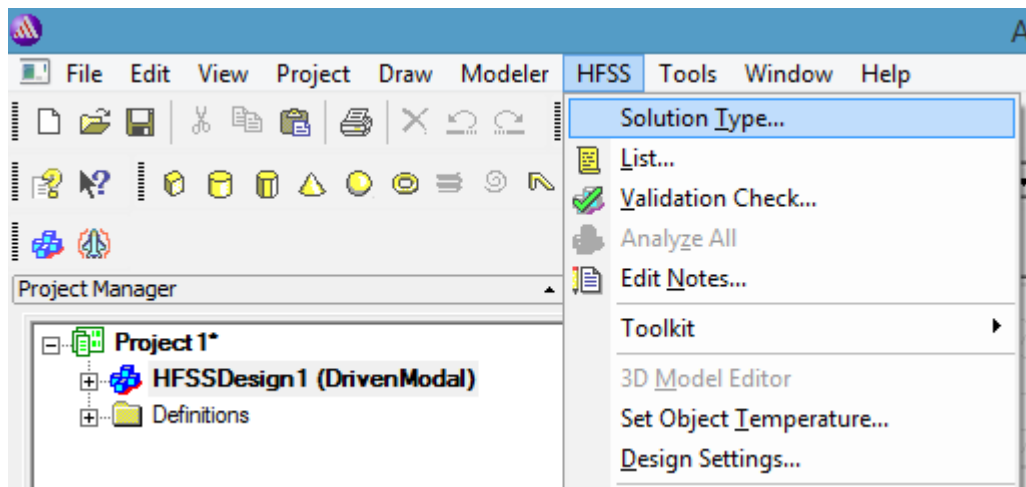 A
File Edit View Project Draw Modeler HFSS Tools Window Help
Solution Type...
List...
Validation Check...
Analyze All
Edit Notes...
Project Manager
Toolkit
Project1*
HFSSDesign1 (DrivenModal)
3D Model Editor
Definitions
Set Object Temperature...
Design Settings...